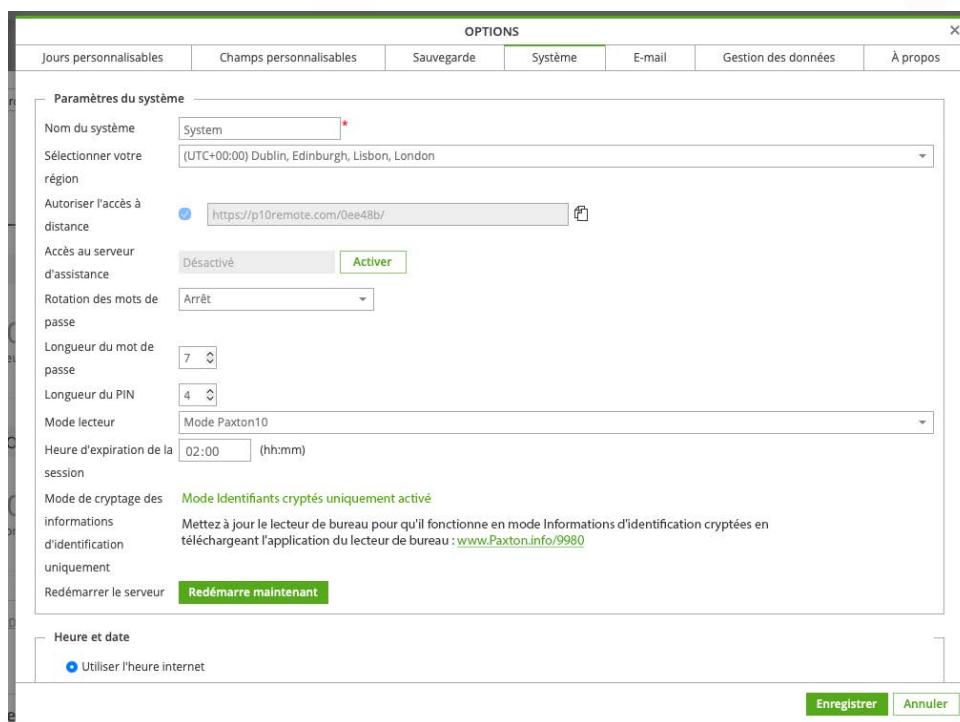 OPTIONS
Jours personnalisables
Champs personnalisables
Sauvegarde
Système
E-mail
Gestion des données
À propos
Paramètres du système
Nom du système
System
*
Sélectionner votre
région
(UTC+00:00) Dublin, Edinburgh, Lisbon, London
Autoriser l'accès à
distance
https://p10remote.com/0ee48b/
Accès au serveur
d'assistance
Désactivé
Activer
Rotation des mots de
passe
Arrêt
Longueur du mot de
passe
7
Longueur du PIN
4
Mode lecteur
Mode Paxton10
Heure d'expiration de la
session
02:00
(hh:mm)
Mode de cryptage des
informations
d'identification
uniquement
Mode Identifiants cryptés uniquement activé
Mettez à jour le lecteur de bureau pour qu'il fonctionne en mode Informations d'identification cryptées en
téléchargeant l'application du lecteur de bureau : www.Paxton.info/9980
Redémarrer le serveur
Redémarre maintenant
Heure et date
Utiliser l'heure internet
Enregistrer
Annuler